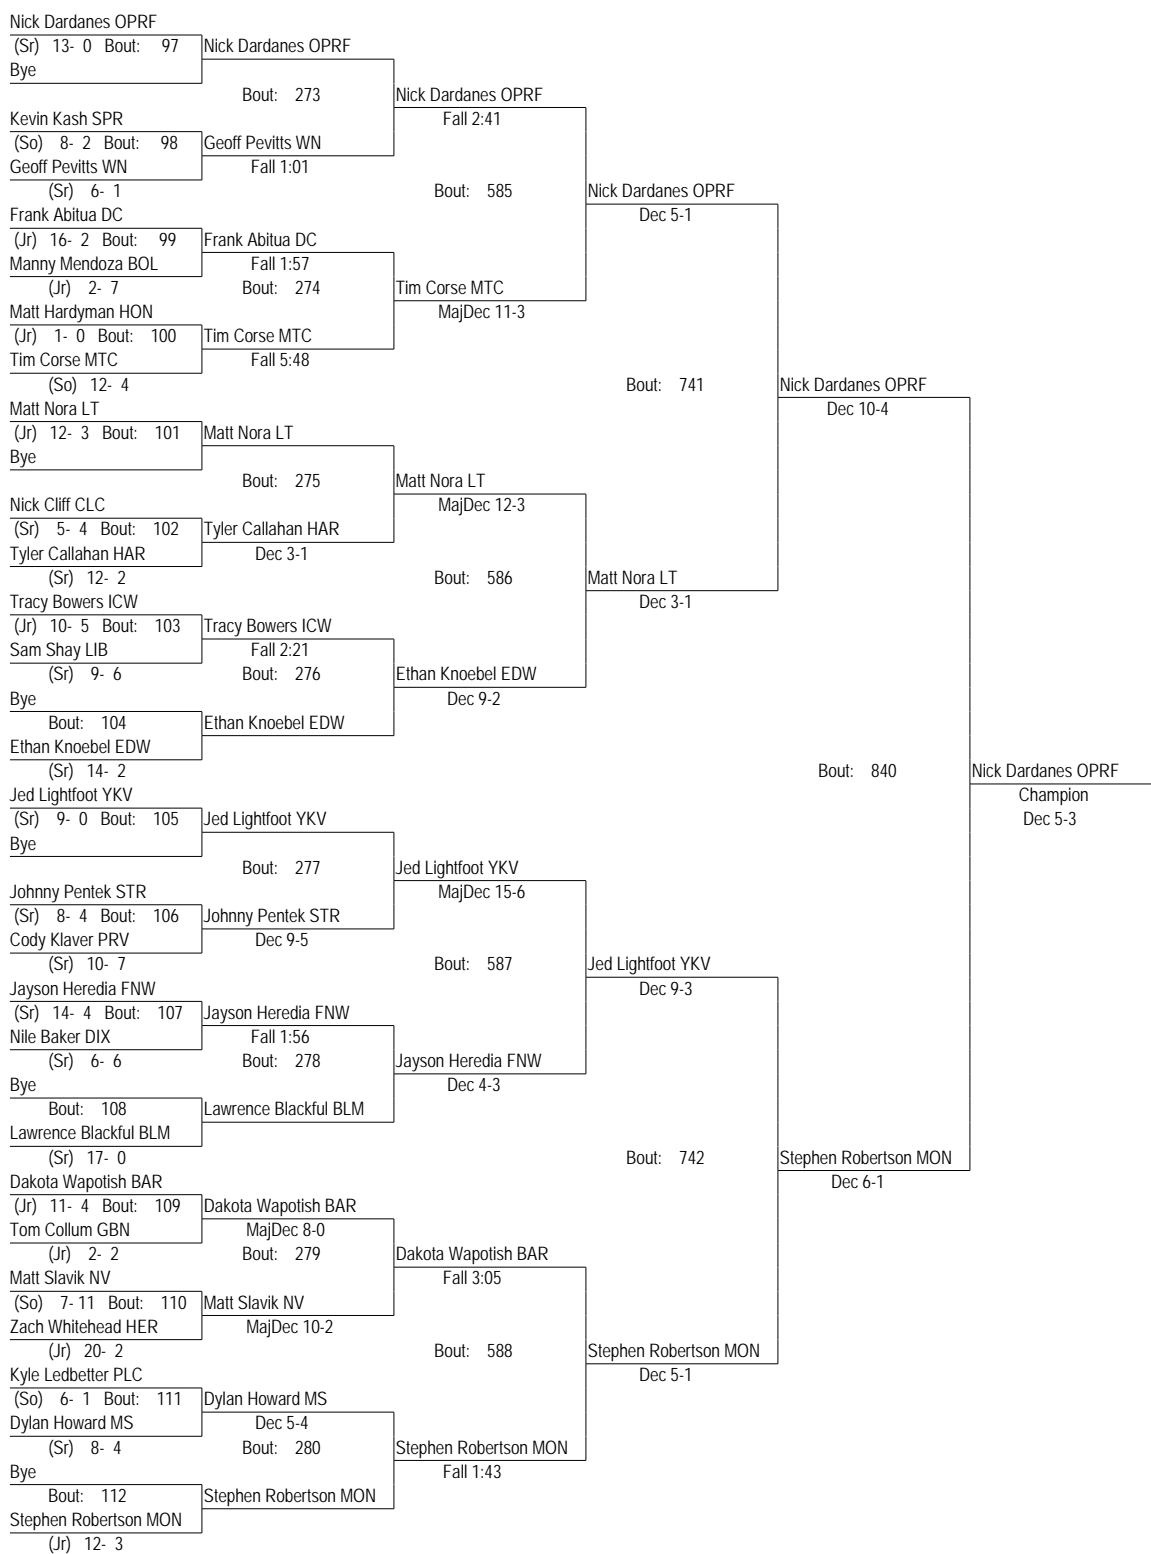 Nick Dardanes OPRF
(Sr) 13- 0 Bout: 97 Nick Dardanes OPRF
Bye
Bout: 273 Nick Dardanes OPRF
Kevin Kash SPR Fall 2:41
(So) 8- 2 Bout: 98 Geoff Pevitts WN
Geoff Pevitts WN Fall 1:01
(Sr) 6- 1 Bout: 585 Nick Dardanes OPRF
Frank Abitua DC Dec 5-1
(Jr) 16- 2 Bout: 99 Frank Abitua DC
Manny Mendoza BOL Fall 1:57
(Jr) 2- 7 Bout: 274 Tim Corse MTC
Matt Hardyman HON MajDec 11-3
(Jr) 1- 0 Bout: 100 Tim Corse MTC
Tim Corse MTC Fall 5:48
(So) 12- 4 Bout: 741 Nick Dardanes OPRF
Matt Nora LT Dec 10-4
(Jr) 12- 3 Bout: 101 Matt Nora LT
Bye
Bout: 275 Matt Nora LT
Nick Cliff CLC MajDec 12-3
(Sr) 5- 4 Bout: 102 Tyler Callahan HAR
Tyler Callahan HAR Dec 3-1
(Sr) 12- 2 Bout: 586 Matt Nora LT
Tracy Bowers ICW Dec 3-1
(Jr) 10- 5 Bout: 103 Tracy Bowers ICW
Sam Shay LIB Fall 2:21
(Sr) 9- 6 Bout: 276 Ethan Knoebel EDW
Bye Dec 9-2
Bout: 104 Ethan Knoebel EDW
Ethan Knoebel EDW
(Sr) 14- 2 Bout: 840 Nick Dardanes OPRF
Jed Lightfoot YKV Champion
(Sr) 9- 0 Bout: 105 Jed Lightfoot YKV Dec 5-3
Bye
Bout: 277 Jed Lightfoot YKV
Johnny Pentek STR MajDec 15-6
(Sr) 8- 4 Bout: 106 Johnny Pentek STR
Cody Klaver PRV Dec 9-5
(Sr) 10- 7 Bout: 587 Jed Lightfoot YKV
Jayson Heredia FNW Dec 9-3
(Sr) 14- 4 Bout: 107 Jayson Heredia FNW
Nile Baker DIX Fall 1:56
(Sr) 6- 6 Bout: 278 Jayson Heredia FNW
Bye Dec 4-3
Bout: 108 Lawrence Blackful BLM
Lawrence Blackful BLM
(Sr) 17- 0 Bout: 742 Stephen Robertson MON
Dakota Wapotish BAR Dec 6-1
(Jr) 11- 4 Bout: 109 Dakota Wapotish BAR
Tom Collum GBN MajDec 8-0
(Jr) 2- 2 Bout: 279 Dakota Wapotish BAR
Matt Slavik NV Fall 3:05
(So) 7- 11 Bout: 110 Matt Slavik NV
Zach Whitehead HER MajDec 10-2
(Jr) 20- 2 Bout: 588 Stephen Robertson MON
Kyle Ledbetter PLC Dec 5-1
(So) 6- 1 Bout: 111 Dylan Howard MS
Dylan Howard MS Dec 5-4
(Sr) 8- 4 Bout: 280 Stephen Robertson MON
Bye Fall 1:43
Bout: 112 Stephen Robertson MON
Stephen Robertson MON
(Jr) 12- 3